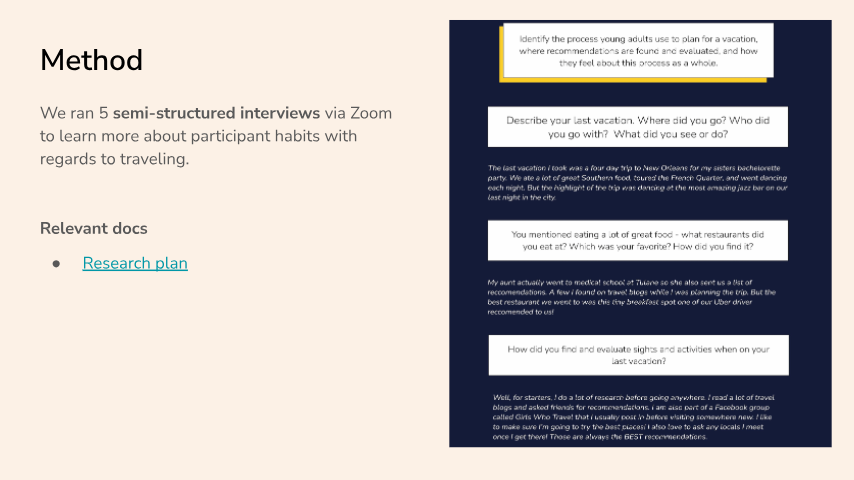 Method
We ran 5 semi-structured interviews via Zoom
to learn more about participant habits with
regards to traveling.
Relevant docs
● Research plan
Identify the process young adults use to plan for a vacation,
where recommendations are found and evaluated, and how
they feel about this process as a whole.
Describe your last vacation. Where did you go? Who did
you go with? What did you see or do?
The last vacation I took was a four day trip to New Orleans for my sisters bachelorette
party. We ate a lot of great Southern food, toured the French Quarter, and went dancing
each night. But the highlight of the trip was dancing at the most amazing jazz bar on our
last night in the city.
You mentioned eating a lot of great food - what restaurants did
you eat at? Which was your favorite? How did you find it?
My aunt actually went to medical school at Tulane so she also sent us a list of
reccomendations. A few I found on travel blogs while I was planning the trip. But the
best restaurant we went to was this tiny breakfast spot one of our Uber driver
reccomended to us!
How did you find and evaluate sights and activities when on your
last vacation?
Well, for starters, I do a lot of research before going anywhere. I read a lot of travel
blogs and asked friends for recommendations. I am also part of a Facebook group
called Girls Who Travel that I usually post in before visiting somewhere new. I like
to make sure I'm going to try the best places! I also love to ask any locals I meet
once I get there! Those are always the BEST recommendations.